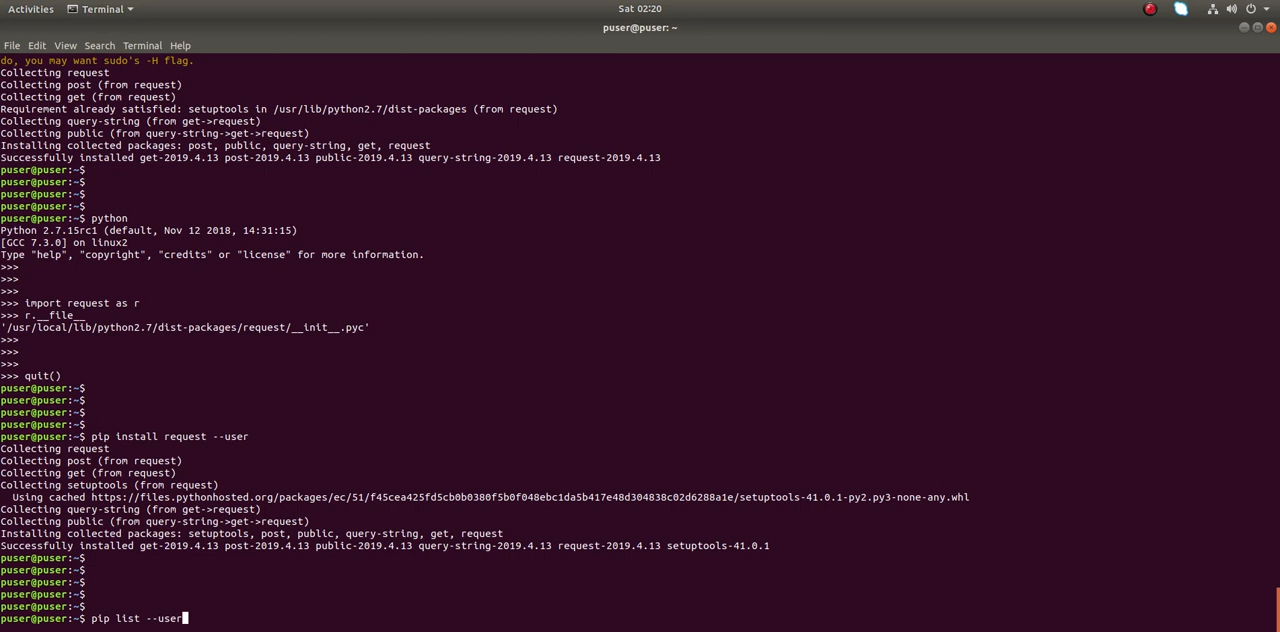 Activities
Terminal
Sat 02:20
puser@puser: ~
File Edit View Search Terminal Help
do, you may want sudo's -H flag.
Collecting request
Collecting post (from request)
Collecting get (from request)
Requirement already satisfied: setuptools in /usr/lib/python2.7/dist-packages (from request)
Collecting query-string (from get->request)
Collecting public (from query-string->get->request)
Installing collected packages: post, public, query-string, get, request
Successfully installed get-2019.4.13 post-2019.4.13 public-2019.4.13 query-string-2019.4.13 request-2019.4.13
puser@puser:~$
puser@puser:~$
puser@puser:~$
puser@puser:~$
puser@puser:~$ python
Python 2.7.15rc1 (default, Nov 12 2018, 14:31:15)
[GCC 7.3.0] on linux2
Type "help", "copyright", "credits" or "license" for more information.
>>>
>>>
>>>
>>> import request as r
>>> r.__file__
'/usr/local/lib/python2.7/dist-packages/request/__init__.pyc'
>>>
>>>
>>>
>>> quit()
puser@puser:~$
puser@puser:~$
puser@puser:~$
puser@puser:~$
puser@puser:~$ pip install request --user
Collecting request
Collecting post (from request)
Collecting get (from request)
Collecting setuptools (from request)
Using cached https://files.pythonhosted.org/packages/ec/51/f45cea425fd5cb0b0380f5b0f048ebc1da5b417e48d304838c02d6288a1e/setuptools-41.0.1-py2.py3-none-any.whl
Collecting query-string (from get->request)
Collecting public (from query-string->get->request)
Installing collected packages: setuptools, post, public, query-string, get, request
Successfully installed get-2019.4.13 post-2019.4.13 public-2019.4.13 query-string-2019.4.13 request-2019.4.13 setuptools-41.0.1
puser@puser:~$
puser@puser:~$
puser@puser:~$
puser@puser:~$
puser@puser:~$
puser@puser:~$ pip list --user